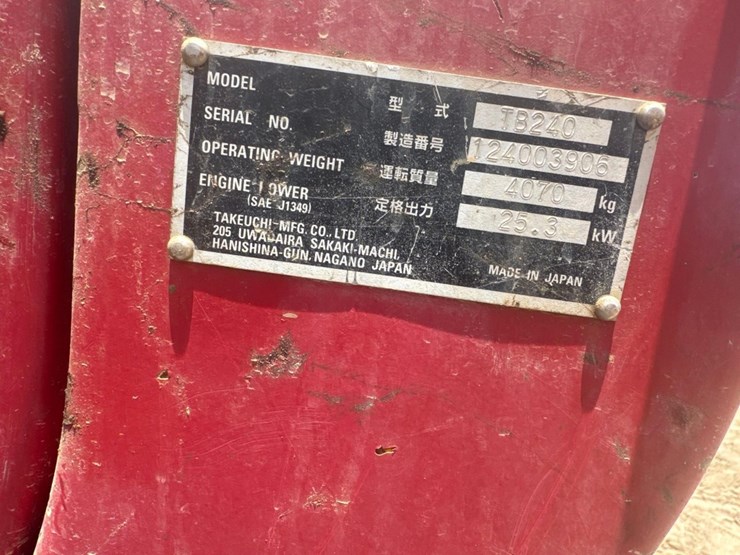 MODEL 型式 TB240
SERIAL NO. 製造番号 124003906
OPERATING WEIGHT 運転質量 4070 kg
ENGINE POWER 定格出力 25.3 kW
(SAE J1349)
TAKEUCHI MFG. CO., LTD
205 UWADAIRA SAKAKI-MACHI,
HANISHINA-GUN, NAGANO JAPAN
MADE IN JAPAN